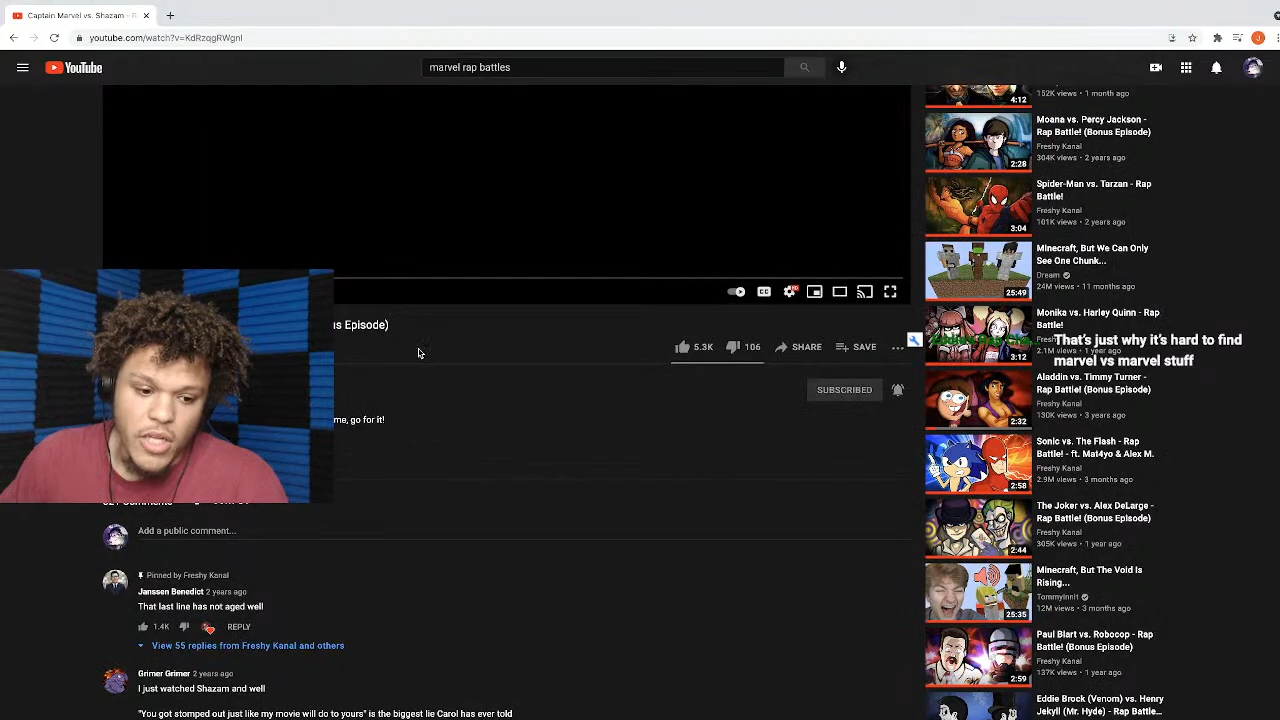 Captain Marvel vs. Shazam - R
youtube.com/watch?v=KdRzqgRWgnI
J
YouTube
marvel rap battles
4:12
152K views • 1 month ago
2:28
Moana vs. Percy Jackson -
Rap Battle! (Bonus Episode)
Freshy Kanal
304K views • 2 years ago
3:04
Spider-Man vs. Tarzan - Rap
Battle!
Freshy Kanal
101K views • 2 years ago
25:49
Minecraft, But We Can Only
See One Chunk...
Dream
24M views • 11 months ago
3:12
Monika vs. Harley Quinn - Rap
Battle!
2.1M views • 1 year ago
That's just why it's hard to find
marvel vs marvel stuff
2:32
Aladdin vs. Timmy Turner -
Rap Battle! (Bonus Episode)
Freshy Kanal
130K views • 3 years ago
2:58
Sonic vs. The Flash - Rap
Battle! - ft. Mat4yo & Alex M.
Freshy Kanal
2.9M views • 3 months ago
2:44
The Joker vs. Alex DeLarge -
Rap Battle! (Bonus Episode)
Freshy Kanal
305K views • 1 year ago
25:35
Minecraft, But The Void Is
Rising...
TommyInnit
12M views • 3 months ago
2:59
Paul Blart vs. Robocop - Rap
Battle! (Bonus Episode)
Freshy Kanal
137K views • 1 year ago
Eddie Brock (Venom) vs. Henry
Jekyll (Mr. Hyde) - Rap Battle...
CC
HD
us Episode)
5.3K 106 SHARE SAVE
SUBSCRIBED
me, go for it!
Add a public comment...
Pinned by Freshy Kanal
Janssen Benedict 2 years ago
That last line has not aged well
1.4K REPLY
View 55 replies from Freshy Kanal and others
Grimer Grimer 2 years ago
I just watched Shazam and well
"You got stomped out just like my moving will do to yours" is the biggest lie Carol has ever told